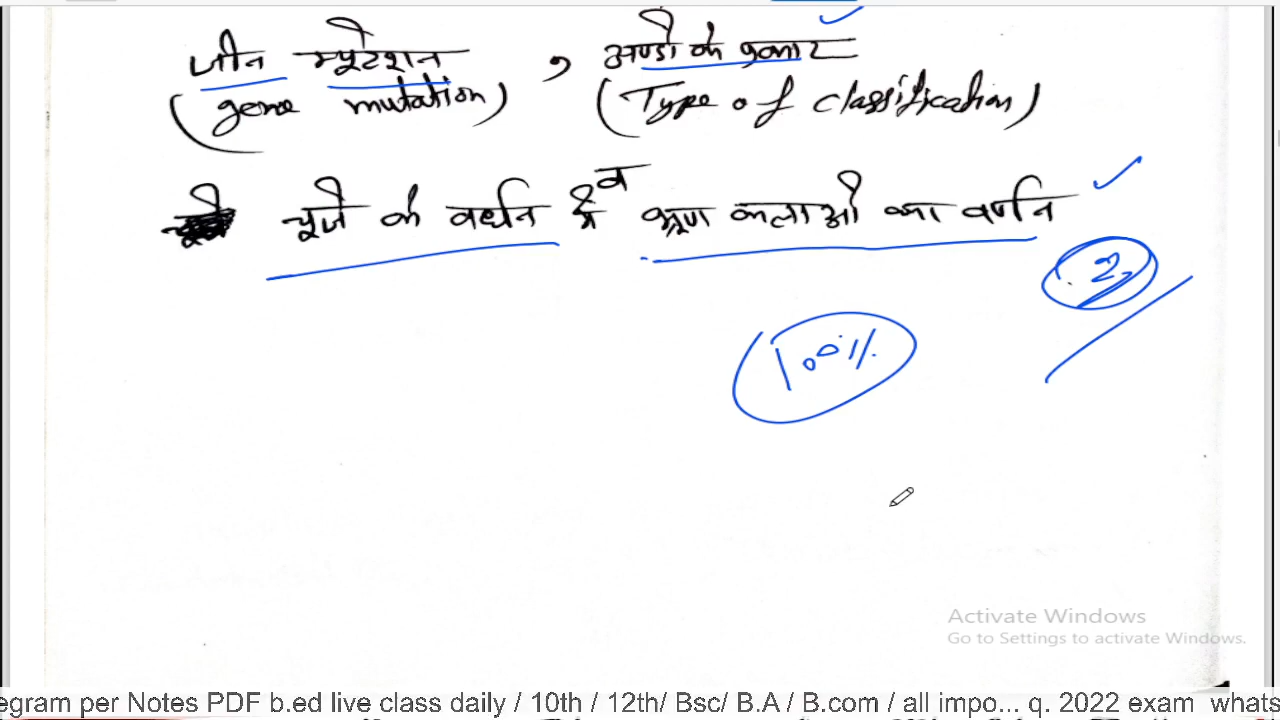 जीन म्यूटेशन , अण्डो के प्रकार
(gene mutation) (Type of classification)
चूजे के वर्धन में व भ्रूण कलाओ का वर्णन
2
100%
Activate Windows
Go to Settings to activate Windows.
egram per Notes PDF b.ed live class daily / 10th / 12th/ Bsc/ B.A / B.com / all impo... q. 2022 exam whats